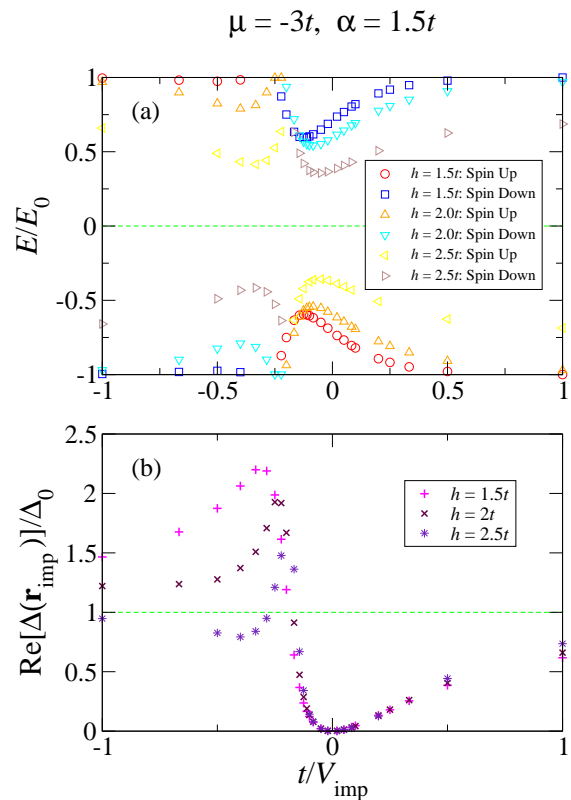 μ = -3t, α = 1.5t
1
0.5
0
-0.5
-1
E/E0
(a)
h = 1.5t: Spin Up
h = 1.5t: Spin Down
h = 2.0t: Spin Up
h = 2.0t: Spin Down
h = 2.5t: Spin Up
h = 2.5t: Spin Down
-1 -0.5 0 0.5 1
2.5
2
1.5
1
0.5
0
Re[Δ(r_imp)]/Δ0
(b)
h = 1.5t
h = 2t
h = 2.5t
-1 -0.5 0 0.5 1
t/V_imp